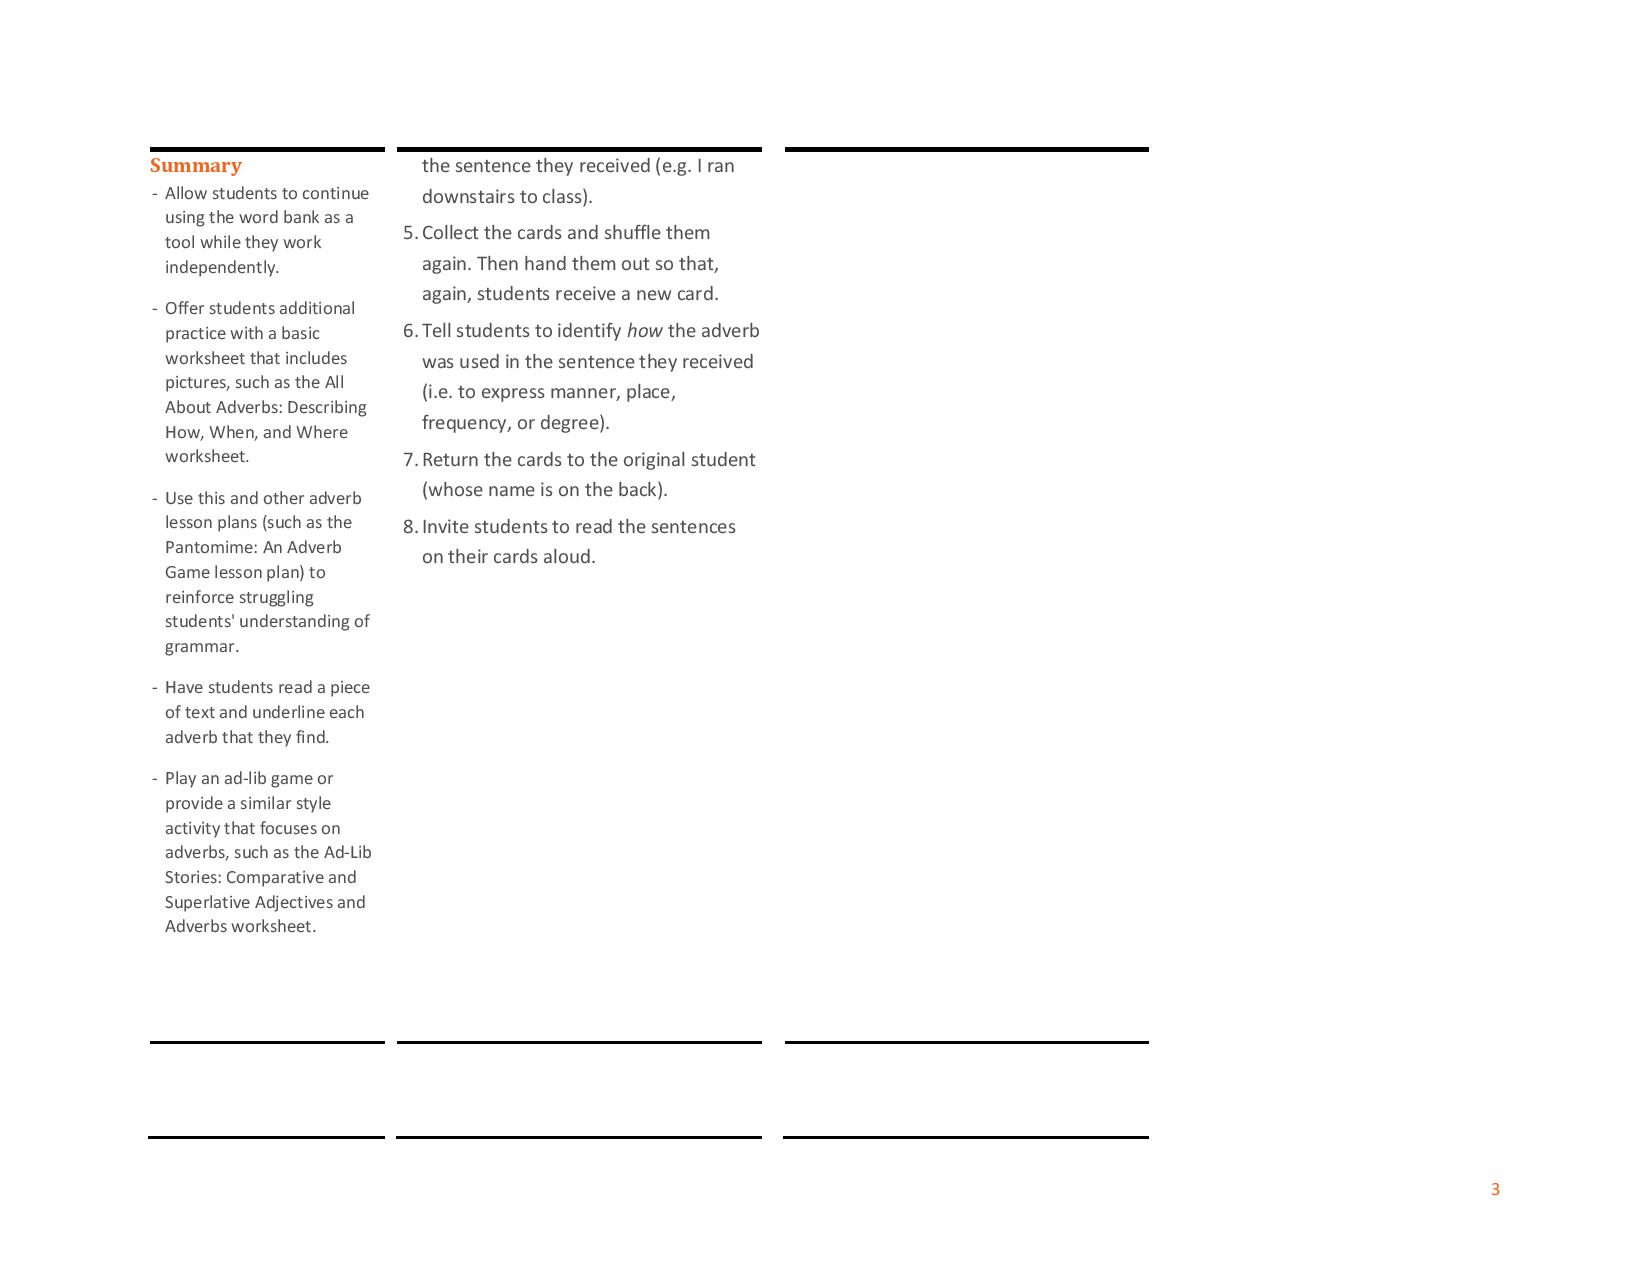 Summary
- Allow students to continue
using the word bank as a
tool while they work
independently.
- Offer students additional
practice with a basic
worksheet that includes
pictures, such as the All
About Adverbs: Describing
How, When, and Where
worksheet.
- Use this and other adverb
lesson plans (such as the
Pantomime: An Adverb
Game lesson plan) to
reinforce struggling
students' understanding of
grammar.
- Have students read a piece
of text and underline each
adverb that they find.
- Play an ad-lib game or
provide a similar style
activity that focuses on
adverbs, such as the Ad-Lib
Stories: Comparative and
Superlative Adjectives and
Adverbs worksheet.
the sentence they received (e.g. I ran
downstairs to class).
5. Collect the cards and shuffle them
again. Then hand them out so that,
again, students receive a new card.
6. Tell students to identify how the adverb
was used in the sentence they received
(i.e. to express manner, place,
frequency, or degree).
7. Return the cards to the original student
(whose name is on the back).
8. Invite students to read the sentences
on their cards aloud.
3